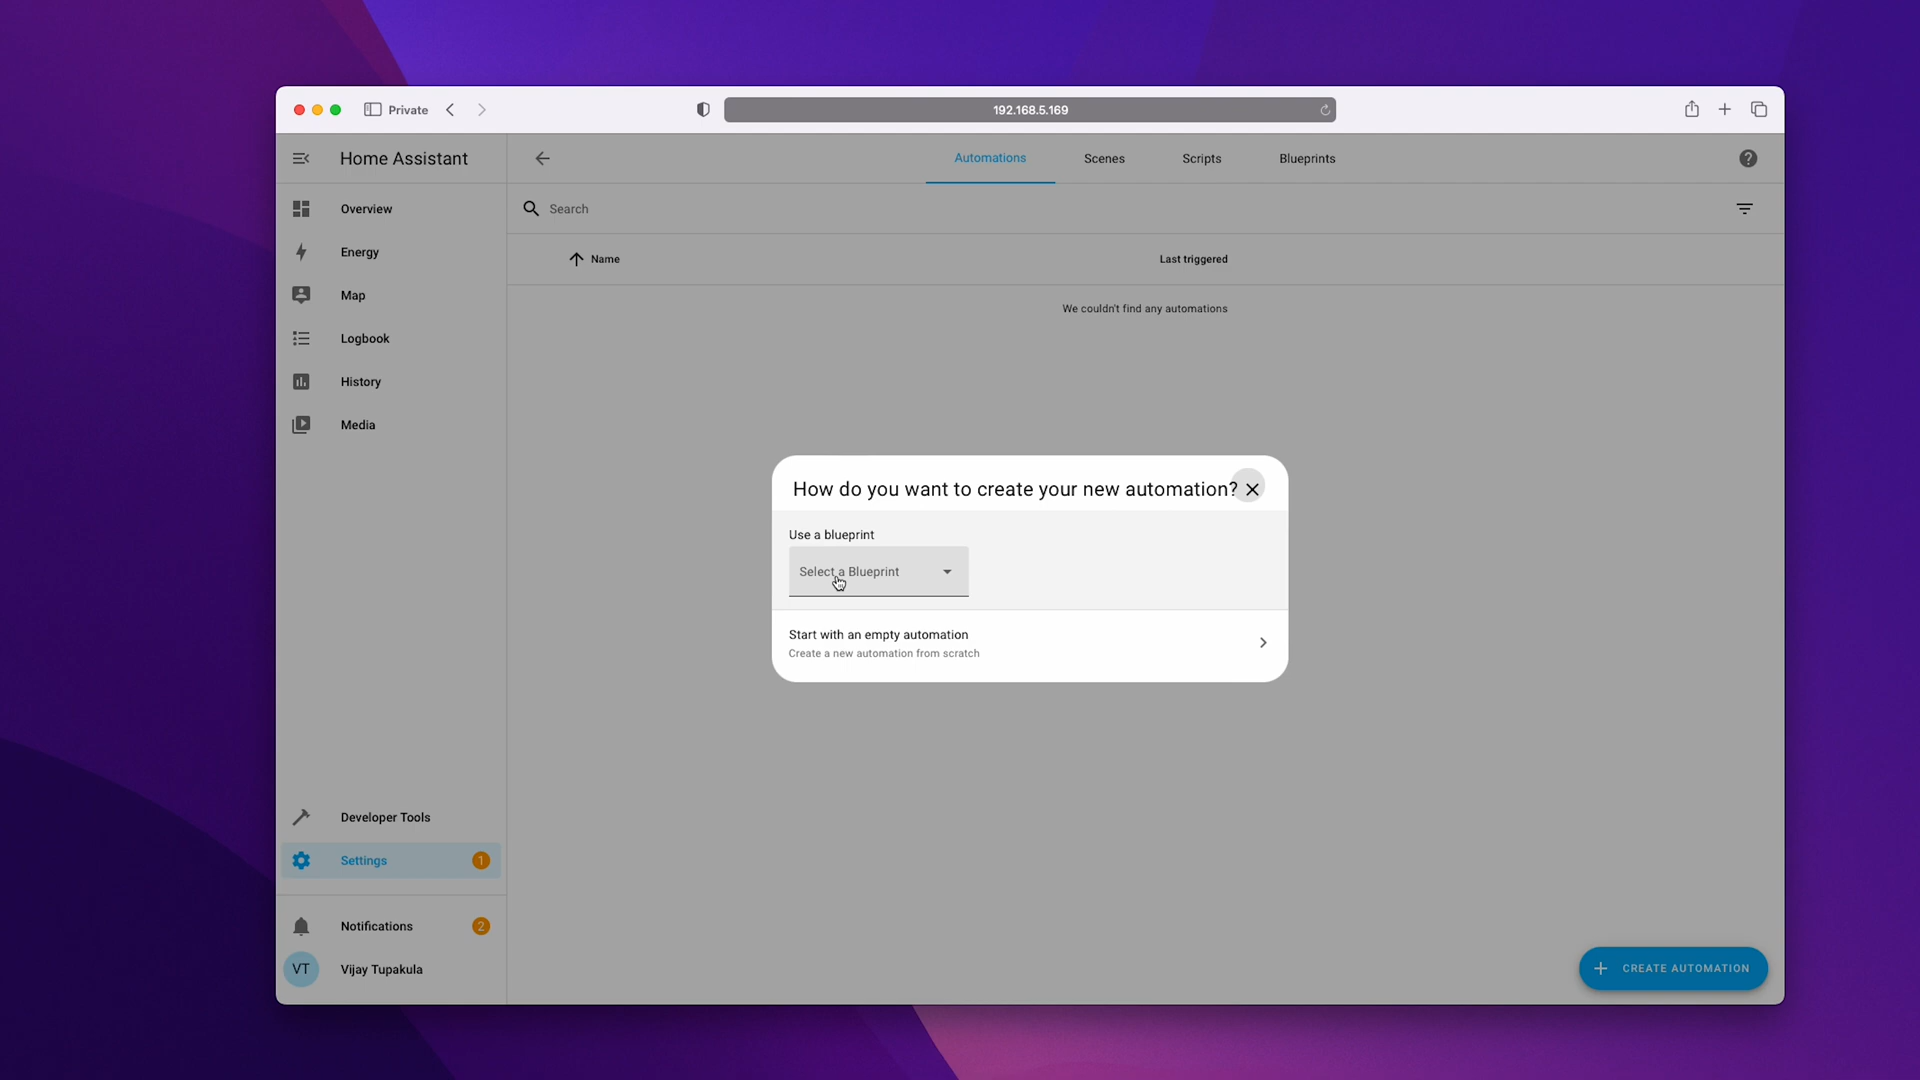 Private
192.168.5.169
Home Assistant
Automations
Scenes
Scripts
Blueprints
Overview
Search
Energy
Name
Last triggered
Map
We couldn't find any automations
Logbook
History
Media
How do you want to create your new automation?
Use a blueprint
Select a Blueprint
Start with an empty automation
Create a new automation from scratch
Developer Tools
Settings
1
Notifications
2
VT
Vijay Tupakula
CREATE AUTOMATION